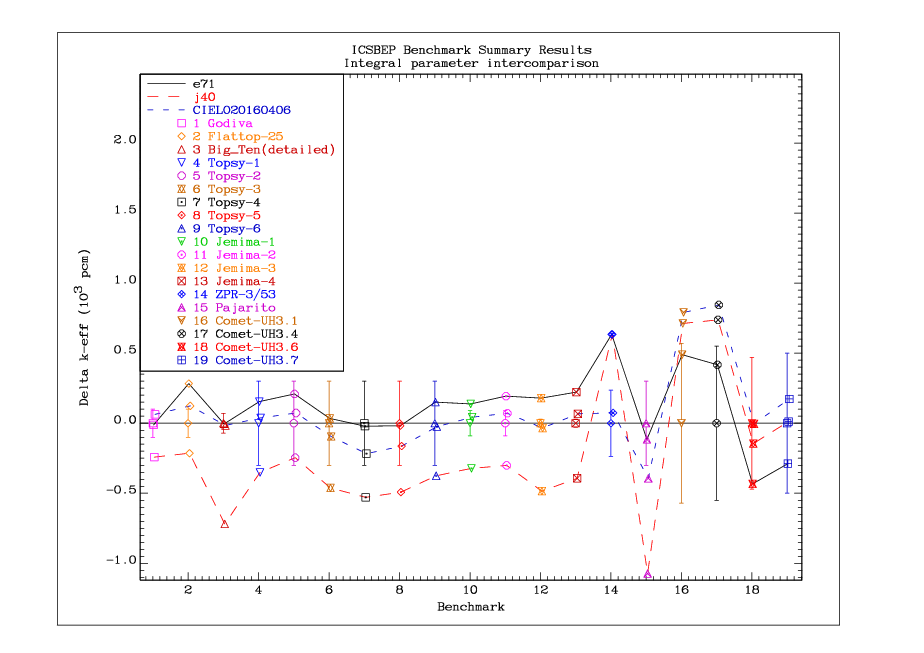 ICSBEP Benchmark Summary Results
Integral parameter intercomparison
e71
j40
CIELO20160406
1 Godiva
2 Flattop-25
3 Big_Ten(detailed)
4 Topsy-1
5 Topsy-2
6 Topsy-3
7 Topsy-4
8 Topsy-5
9 Topsy-6
10 Jemima-1
11 Jemima-2
12 Jemima-3
13 Jemima-4
14 ZPR-3/53
15 Pajarito
16 Comet-UH3.1
17 Comet-UH3.4
18 Comet-UH3.6
19 Comet-UH3.7
Delta k-eff (10³ pcm)
2.0
1.5
1.0
0.5
0.0
-0.5
-1.0
2 4 6 8 10 12 14 16 18
Benchmark